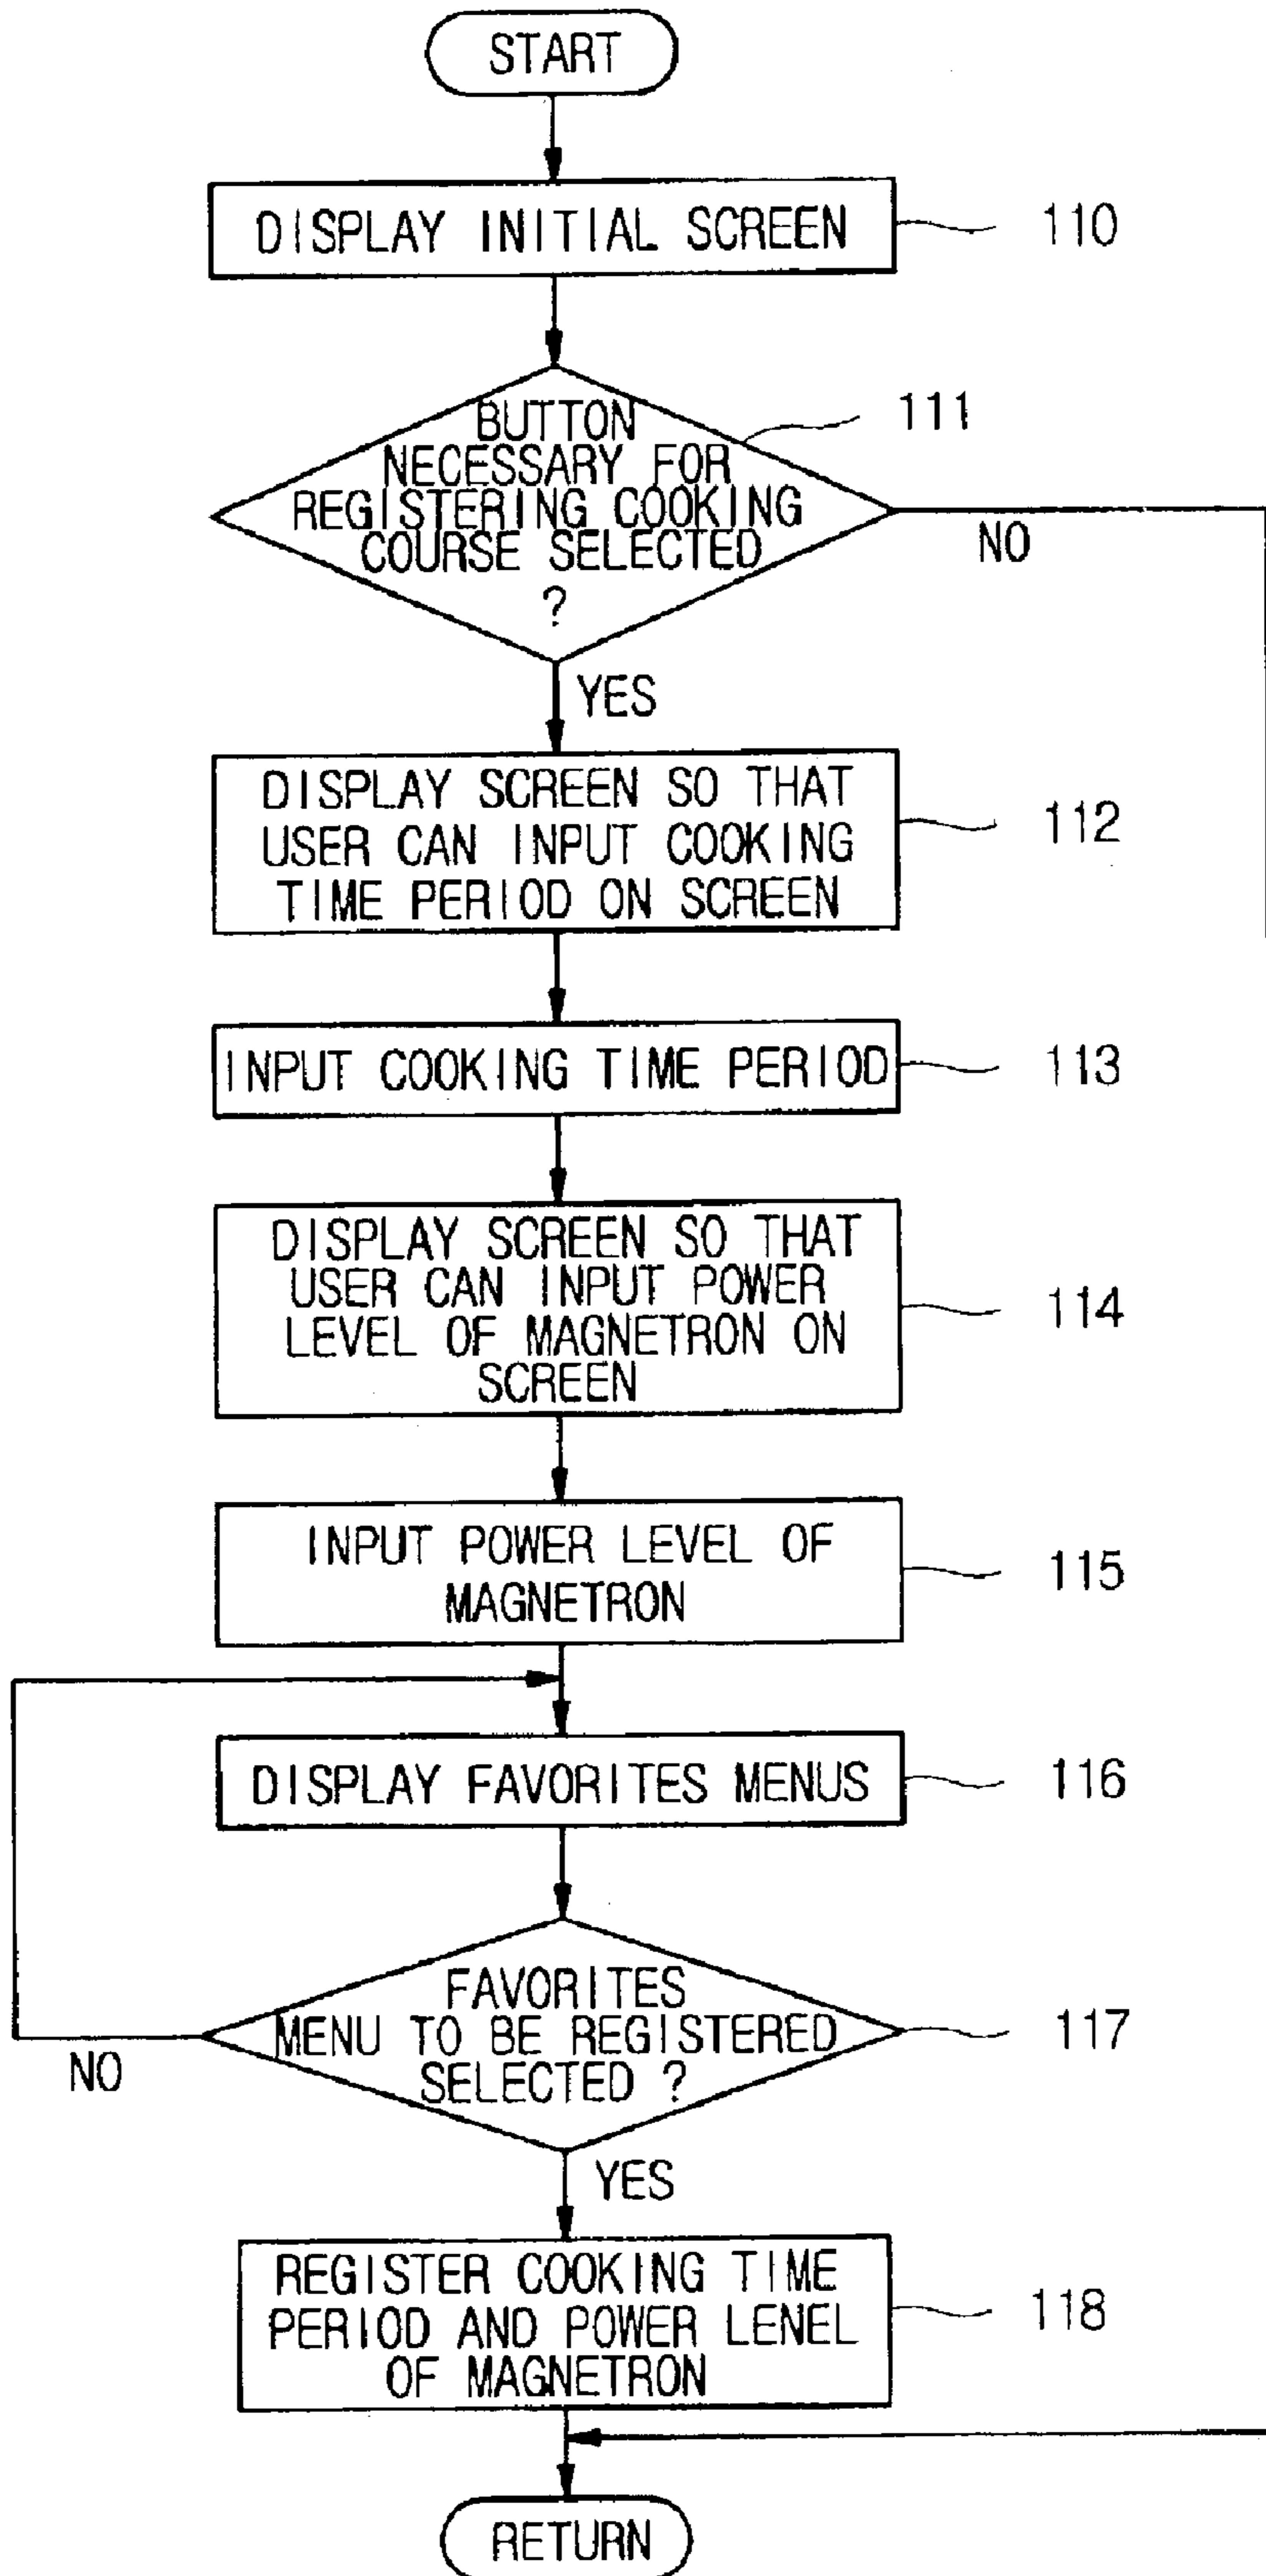 START
DISPLAY INITIAL SCREEN
110
BUTTON
NECESSARY FOR
REGISTERING COOKING
COURSE SELECTED
?
111
NO
YES
DISPLAY SCREEN SO THAT
USER CAN INPUT COOKING
TIME PERIOD ON SCREEN
112
INPUT COOKING TIME PERIOD
113
DISPLAY SCREEN SO THAT
USER CAN INPUT POWER
LEVEL OF MAGNETRON ON
SCREEN
114
INPUT POWER LEVEL OF
MAGNETRON
115
DISPLAY FAVORITES MENUS
116
FAVORITES
MENU TO BE REGISTERED
SELECTED ?
117
NO
YES
REGISTER COOKING TIME
PERIOD AND POWER LENEL
OF MAGNETRON
118
RETURN